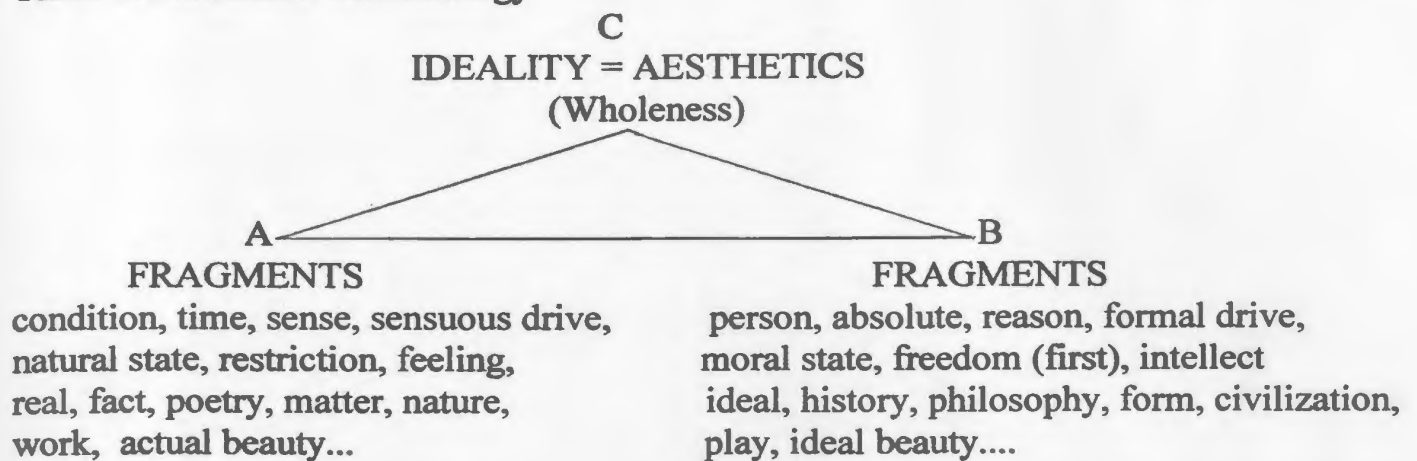 C
IDEALITY = AESTHETICS
(Wholeness)
A
B
FRAGMENTS
condition, time, sense, sensuous drive,
natural state, restriction, feeling,
real, fact, poetry, matter, nature,
work, actual beauty...
FRAGMENTS
person, absolute, reason, formal drive,
moral state, freedom (first), intellect
ideal, history, philosophy, form, civilization,
play, ideal beauty....